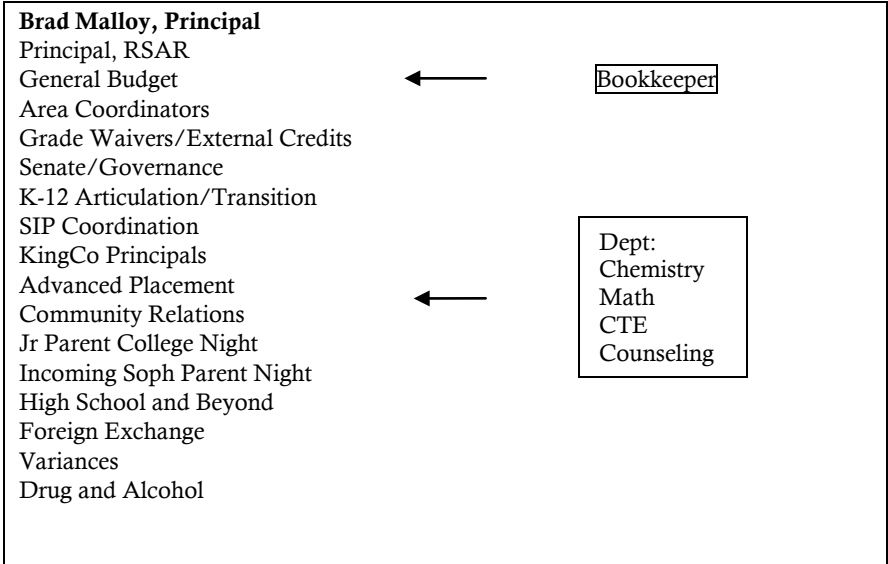 Brad Malloy, Principal
Principal, RSAR
General Budget
Bookkeeper
Area Coordinators
Grade Waivers/External Credits
Senate/Governance
K-12 Articulation/Transition
SIP Coordination
KingCo Principals
Advanced Placement
Community Relations
Jr Parent College Night
Incoming Soph Parent Night
High School and Beyond
Foreign Exchange
Variances
Drug and Alcohol
Dept:
Chemistry
Math
CTE
Counseling